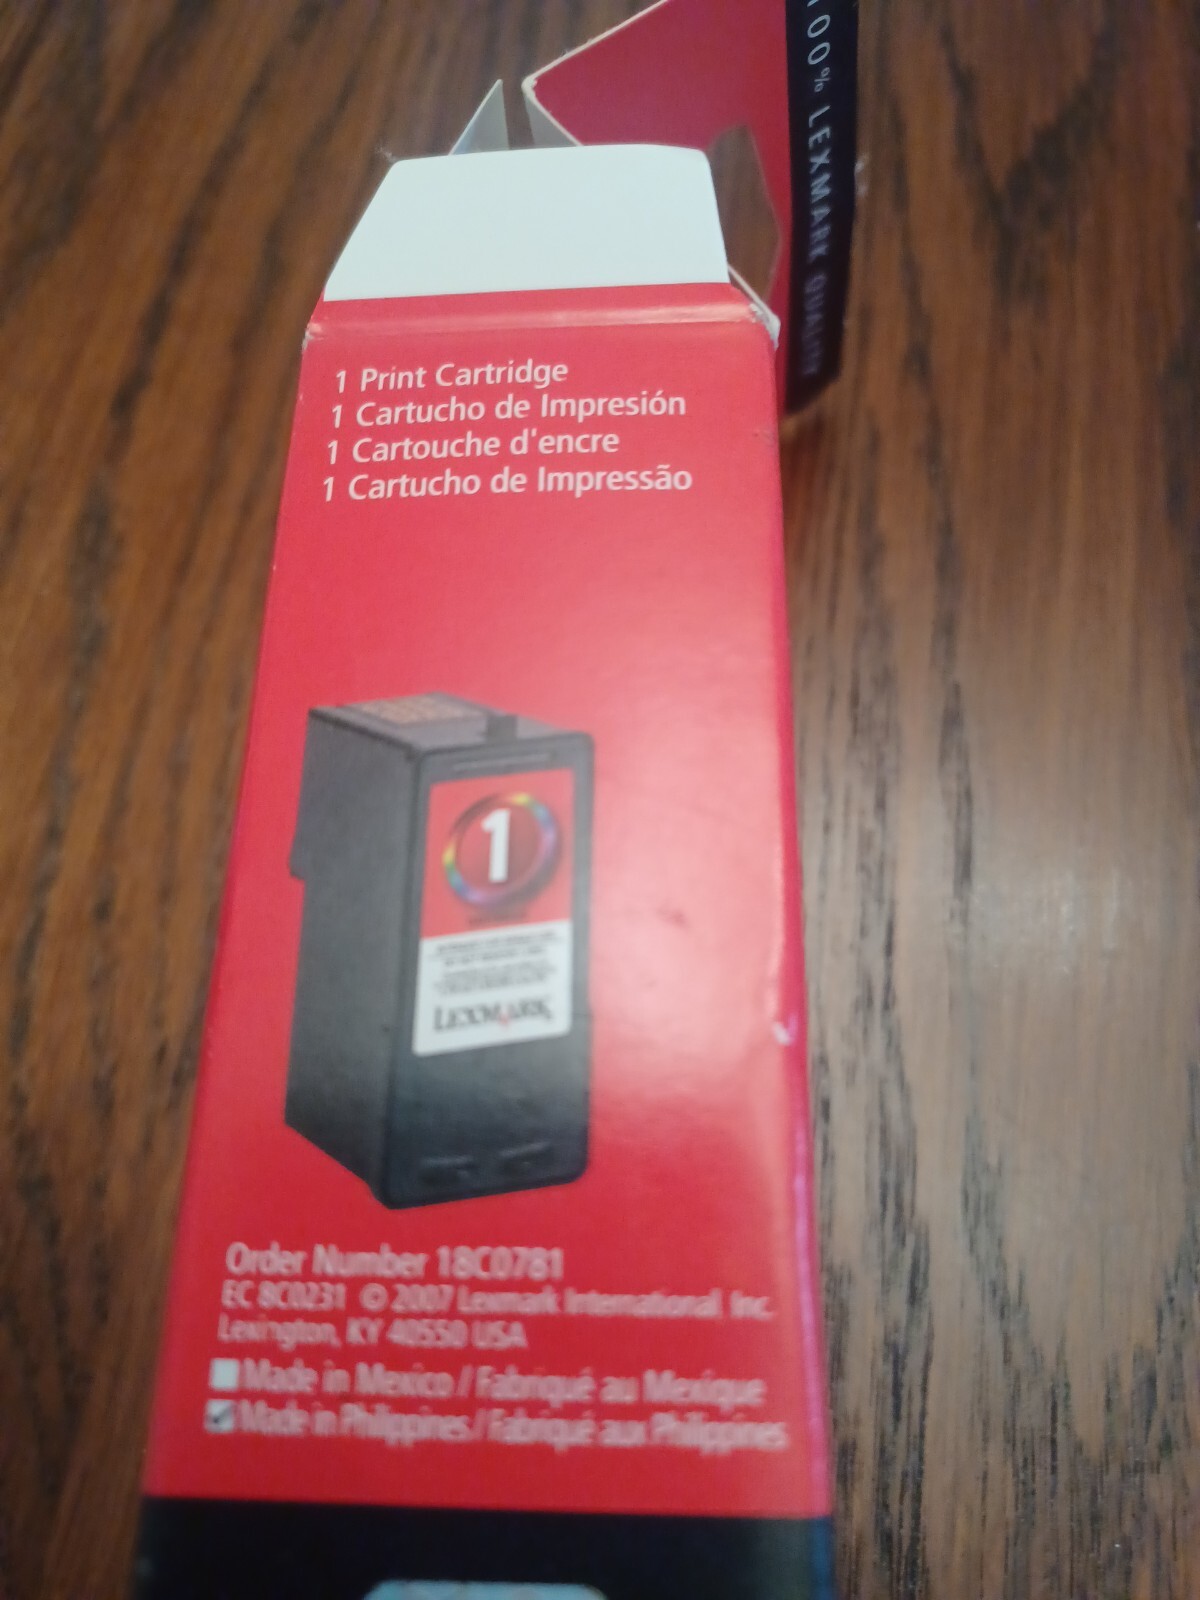 100% LEXMARK QUALITY
1 Print Cartridge
1 Cartucho de Impresión
1 Cartouche d'encre
1 Cartucho de Impressão
1
LEXMARK
Order Number 18C0781
EC 8C0231 © 2007 Lexmark International, Inc.
Lexington, KY 40550 USA
Made in Mexico / Fabriqué au Mexique
Made in Philippines / Fabriqué aux Philippines